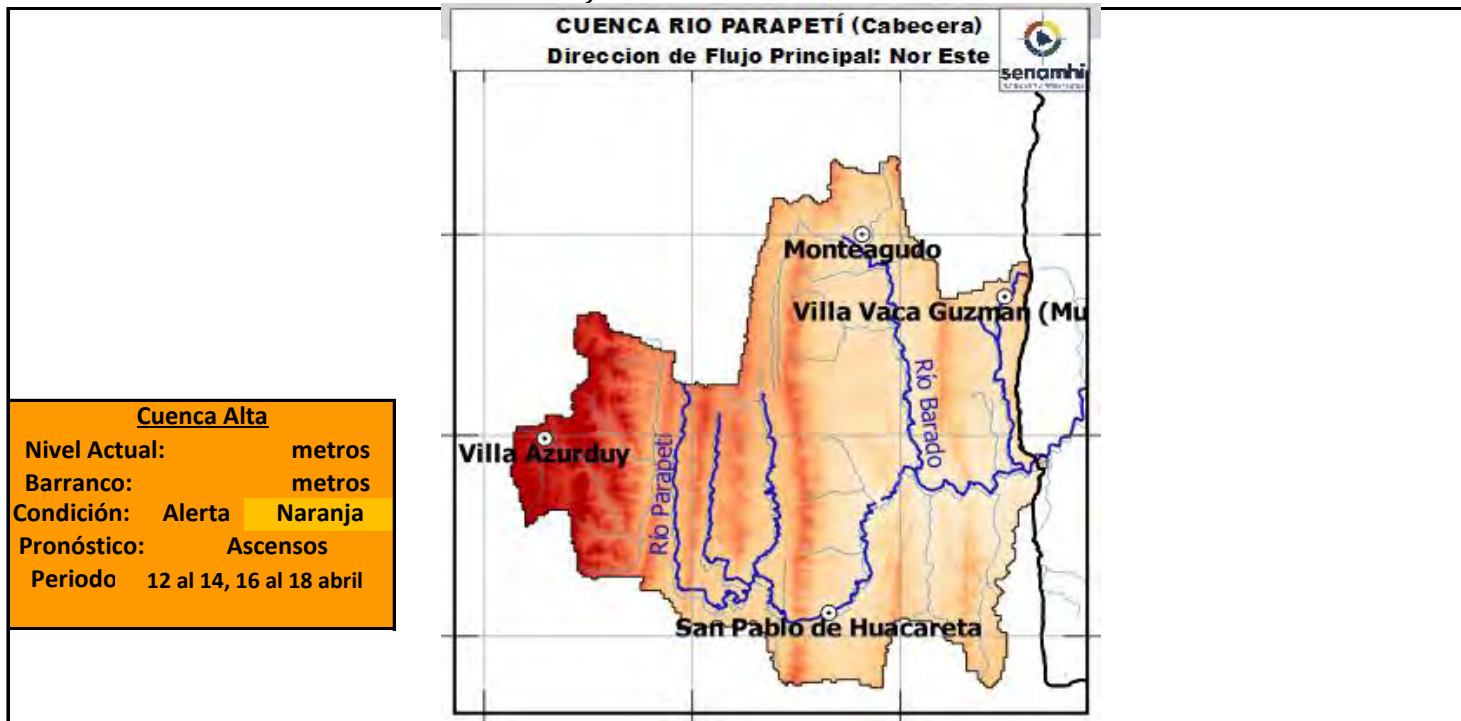 CUENCA RIO PARAPETÍ (Cabecera)
Direccion de Flujo Principal: Nor Este
senamhi
Monteagudo
Villa Vaca Guzmán (Mu
Río Barado
Villa Azurduy
Río Parapetí
San Pablo de Huacareta
Cuenca Alta
Nivel Actual: metros
Barranco: metros
Condición: Alerta Naranja
Pronóstico: Ascensos
Periodo 12 al 14, 16 al 18 abril